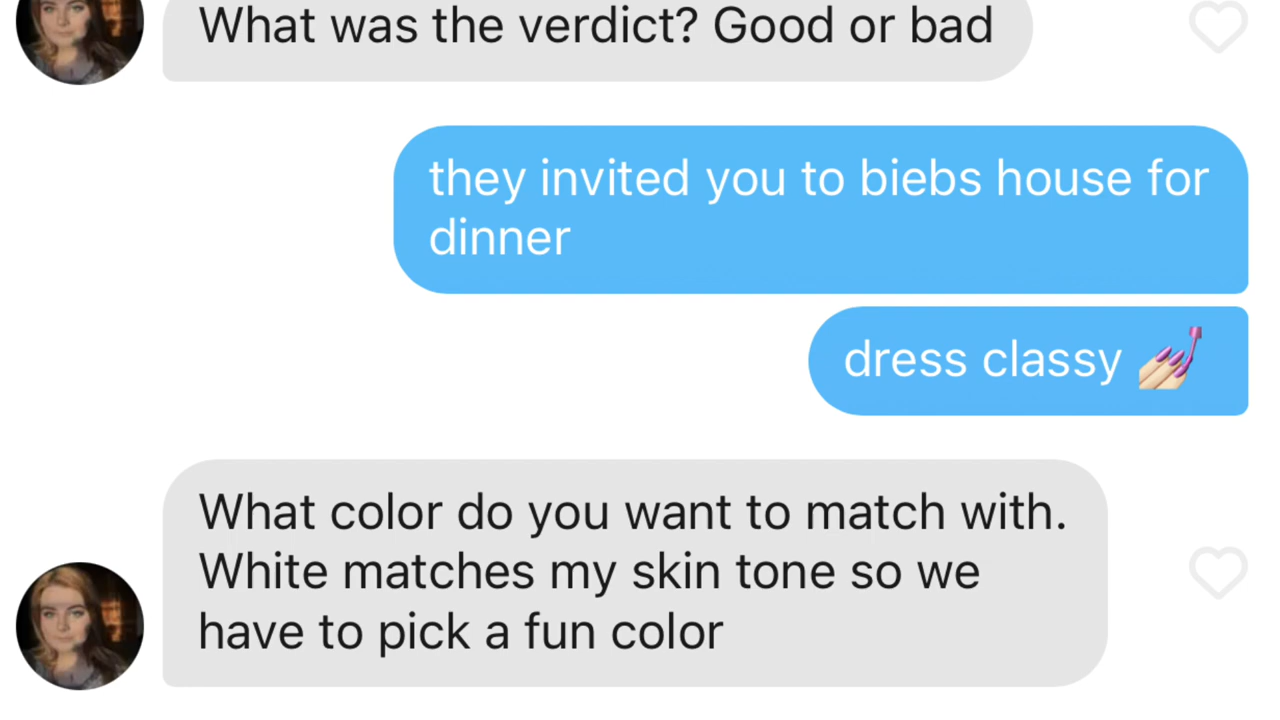 What was the verdict? Good or bad
they invited you to biebs house for
dinner
dress classy 💅🏻
What color do you want to match with.
White matches my skin tone so we
have to pick a fun color